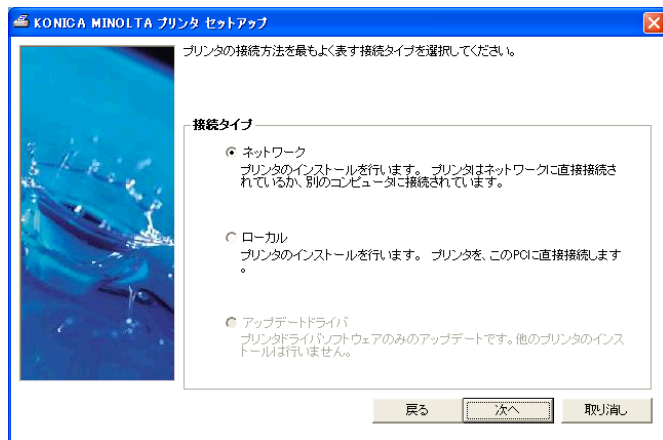 KONICA MINOLTA プリンタ セットアップ
プリンタの接続方法を最もよく表す接続タイプを選択してください。
接続タイプ
ネットワーク
プリンタのインストールを行います。 プリンタはネットワークに直接接続さ
れているか、別のコンピュータに接続されています。
ローカル
プリンタのインストールを行います。 プリンタを、このPCに直接接続します
。
アップデートドライバ
プリンタドライバソフトウェアのみのアップデートです。他のプリンタのインス
トールは行いません。
戻る 次へ 取り消し